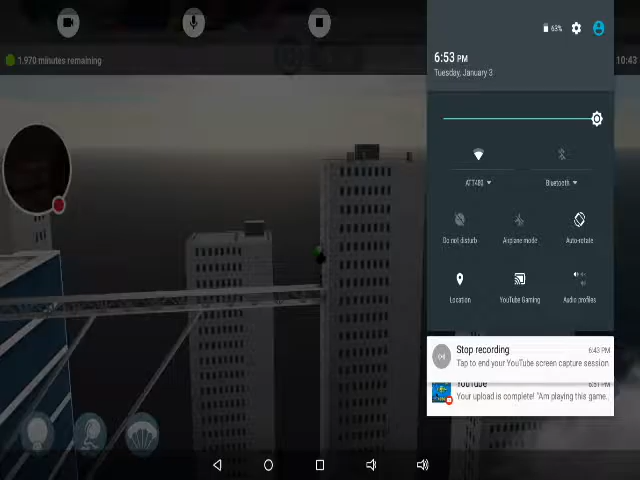 63%
6:53 PM
Tuesday, January 3
1.970 minutes remaining
10:43
ATT480
Bluetooth
Do not disturb
Airplane mode
Auto-rotate
Location
YouTube Gaming
Audio profiles
Stop recording
6:43 PM
Tap to end your YouTube screen capture session
YouTube
6:51 PM
Your upload is complete! "Am playing this game.